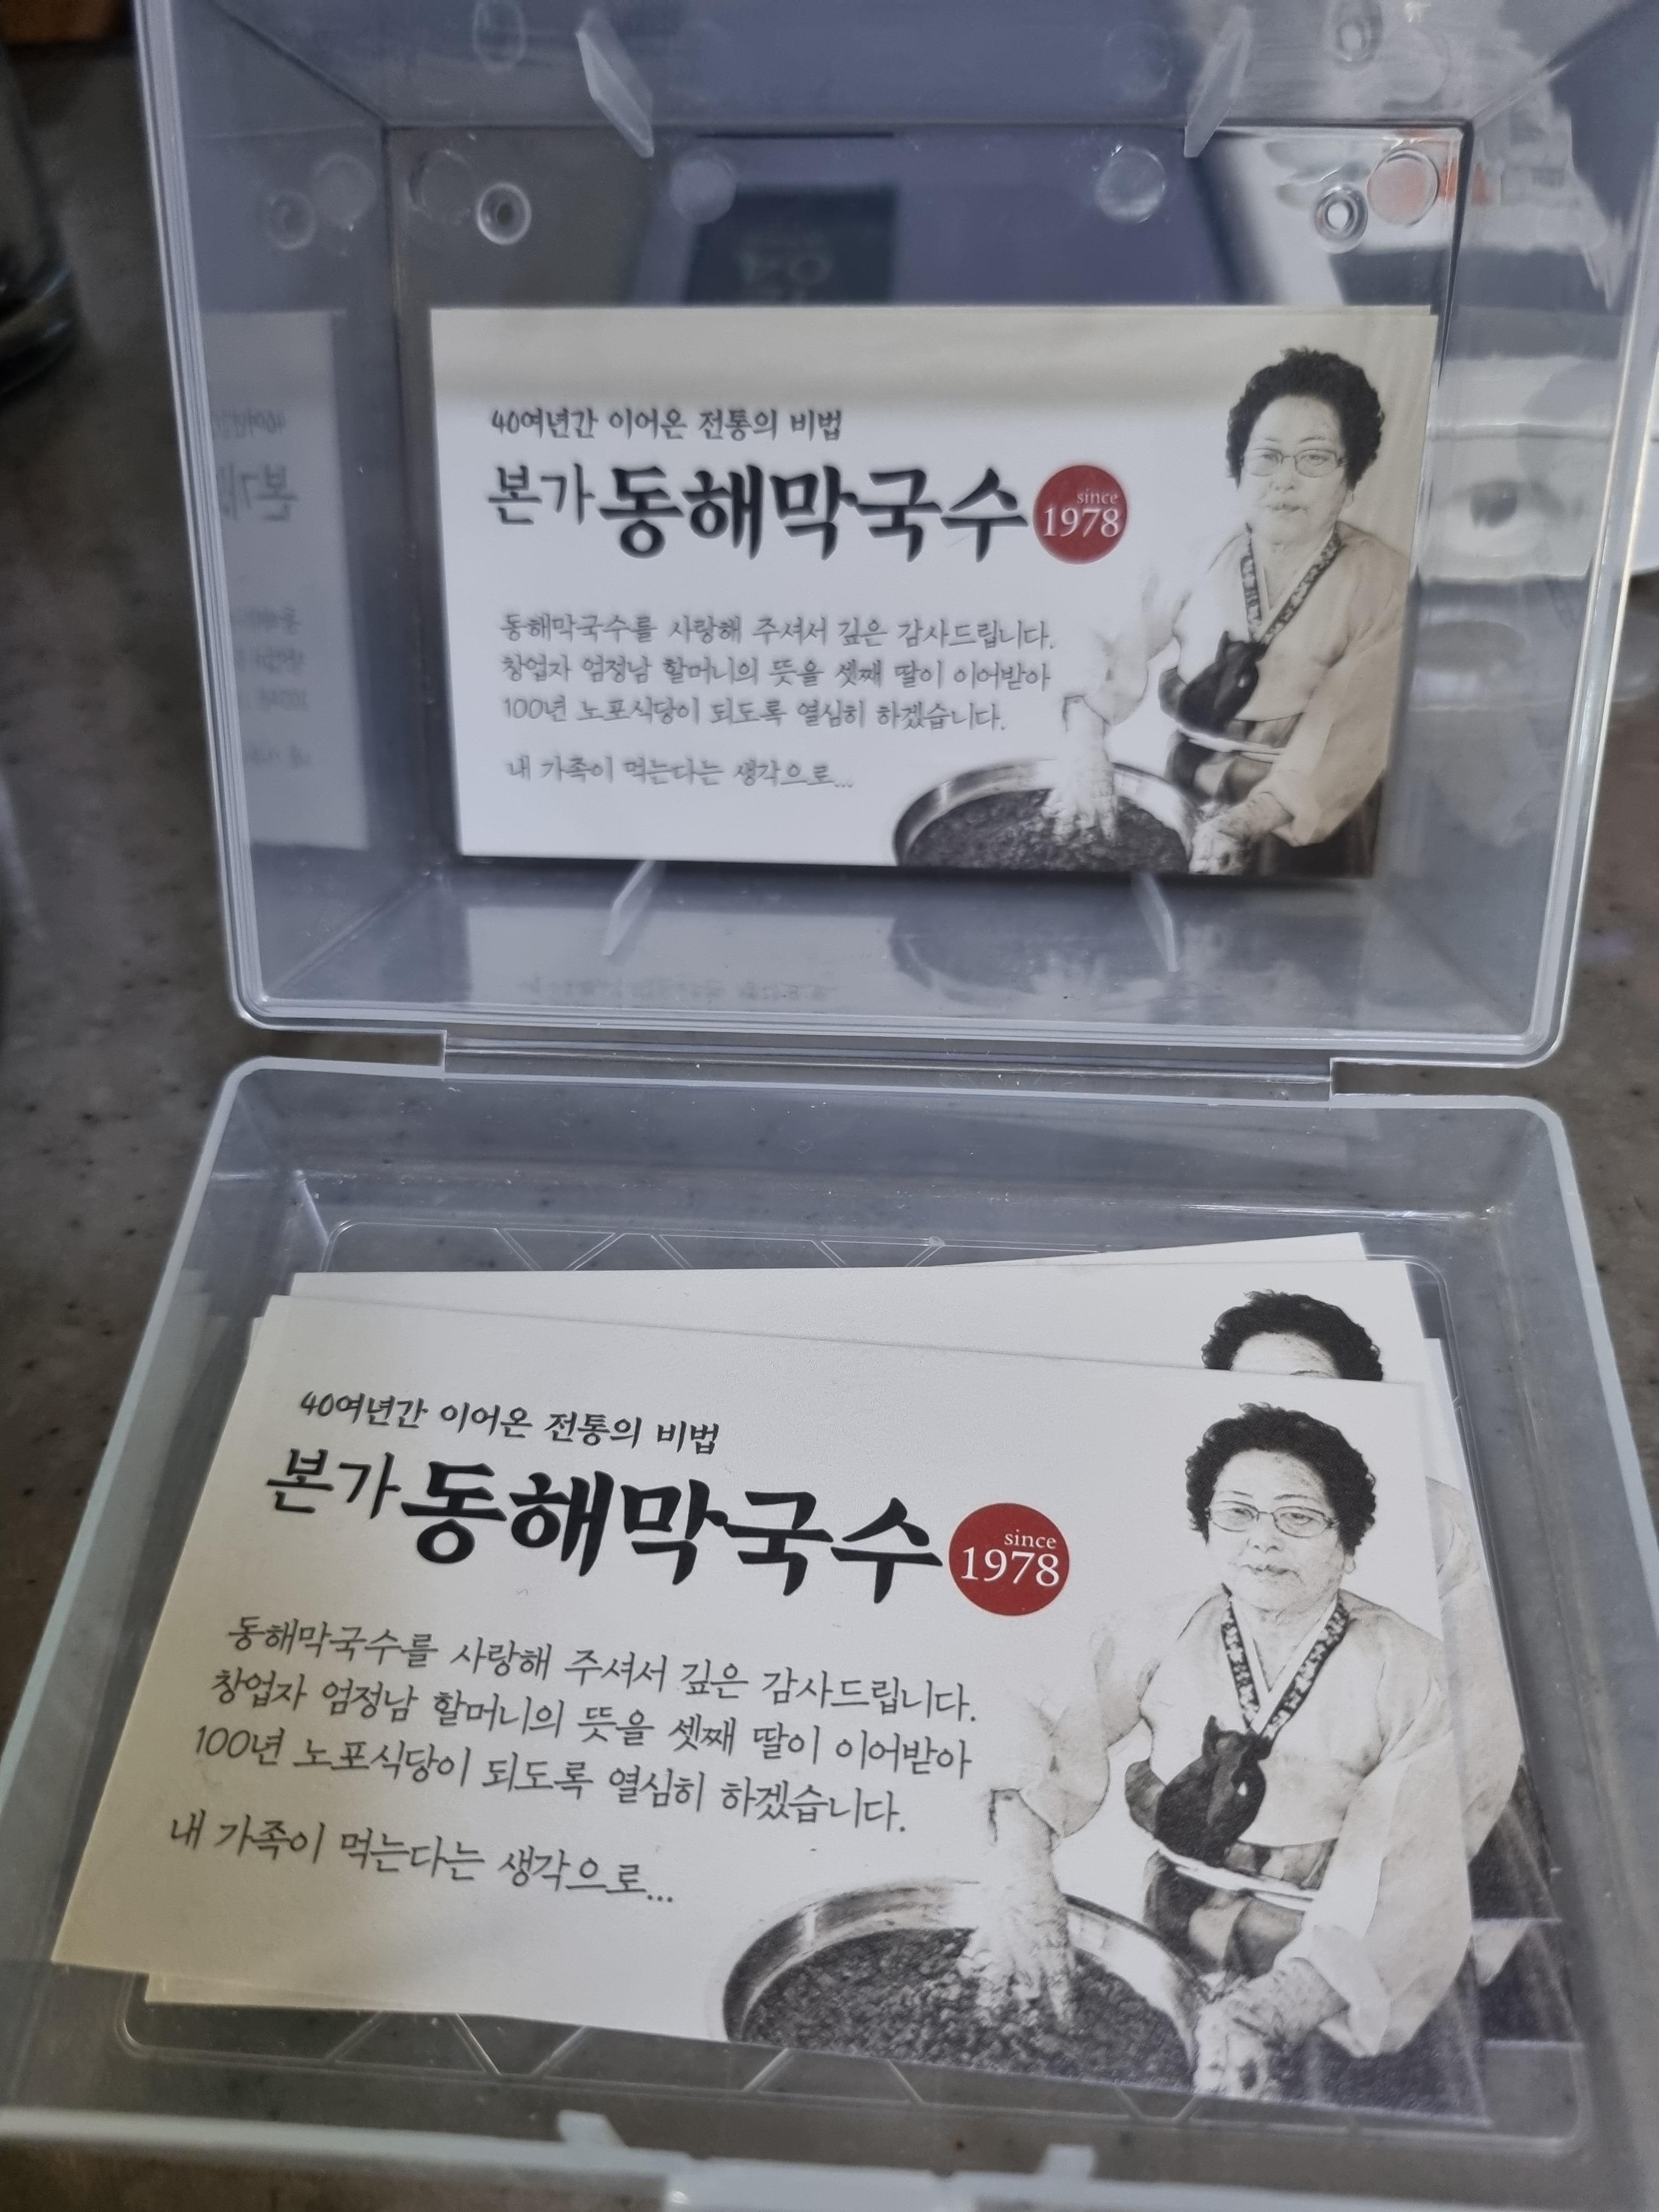 40여년간 이어온 전통의 비법
본가 동해막국수 since 1978
동해막국수를 사랑해 주셔서 깊은 감사드립니다.
창업자 엄정남 할머니의 뜻을 셋째 딸이 이어받아
100년 노포식당이 되도록 열심히 하겠습니다.
내 가족이 먹는다는 생각으로...
40여년간 이어온 전통의 비법
본가 동해막국수 since 1978
동해막국수를 사랑해 주셔서 깊은 감사드립니다.
창업자 엄정남 할머니의 뜻을 셋째 딸이 이어받아
100년 노포식당이 되도록 열심히 하겠습니다.
내 가족이 먹는다는 생각으로...